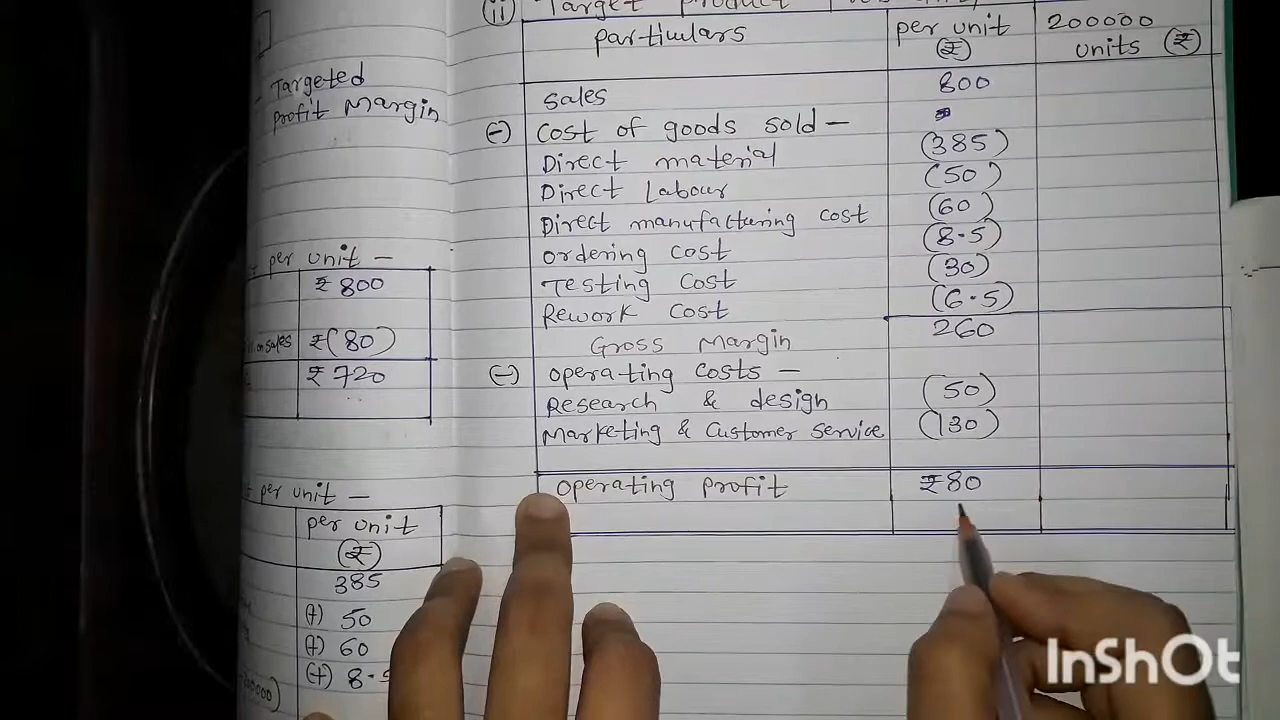 Targeted
Profit Margin
per unit —
₹ 800
on sales ₹(80)
₹ 720
per unit —
per unit
(₹)
385
(+) 50
(+) 60
(+) 8.5
(ii) Target product
particulars per unit (₹) 200000 units (₹)
Sales 800
(-) Cost of goods sold —
Direct material (385)
Direct Labour (50)
Direct manufacturing cost (60)
ordering cost (8.5)
Testing cost (30)
Rework cost (6.5)
Gross Margin 260
(-) operating costs —
Research & design (50)
Marketing & Customer service (130)
operating profit ₹80
InShOt